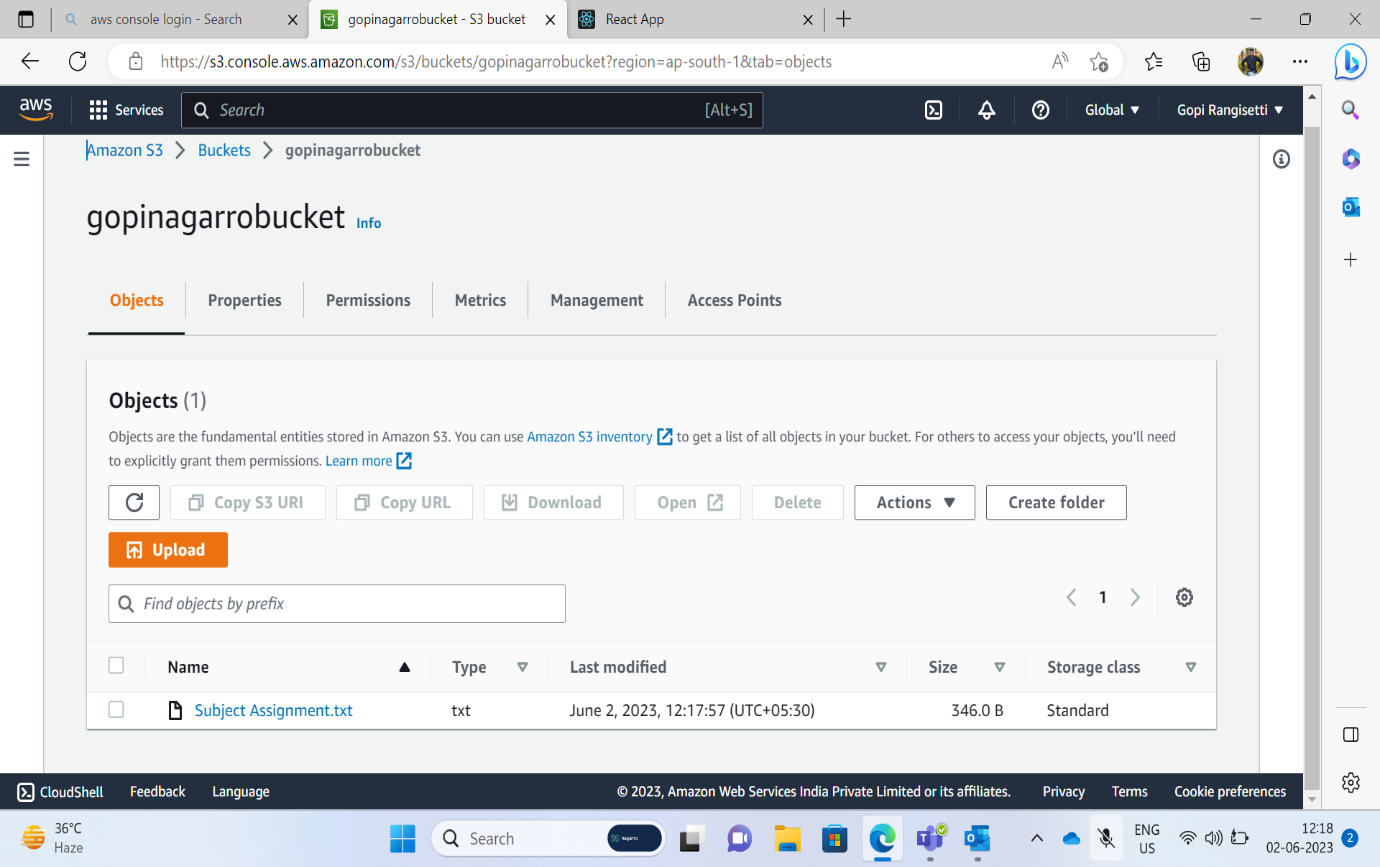 aws console login - Search
gopinagarrobucket - S3 bucket
React App
https://s3.console.aws.amazon.com/s3/buckets/gopinagarrobucket?region=ap-south-1&tab=objects
aws
Services
Search
[Alt+S]
Global
Gopi Rangisetti
Amazon S3
Buckets
gopinagarrobucket
gopinagarrobucket Info
Objects
Properties
Permissions
Metrics
Management
Access Points
Objects (1)
Objects are the fundamental entities stored in Amazon S3. You can use Amazon S3 inventory to get a list of all objects in your bucket. For others to access your objects, you'll need
to explicitly grant them permissions. Learn more
Copy S3 URI
Copy URL
Download
Open
Delete
Actions
Create folder
Upload
Find objects by prefix
1
Name
Type
Last modified
Size
Storage class
Subject Assignment.txt
txt
June 2, 2023, 12:17:57 (UTC+05:30)
346.0 B
Standard
CloudShell
Feedback
Language
© 2023, Amazon Web Services India Private Limited or its affiliates.
Privacy
Terms
Cookie preferences
36°C
Haze
Search
ENG
US
12:18
02-06-2023
2